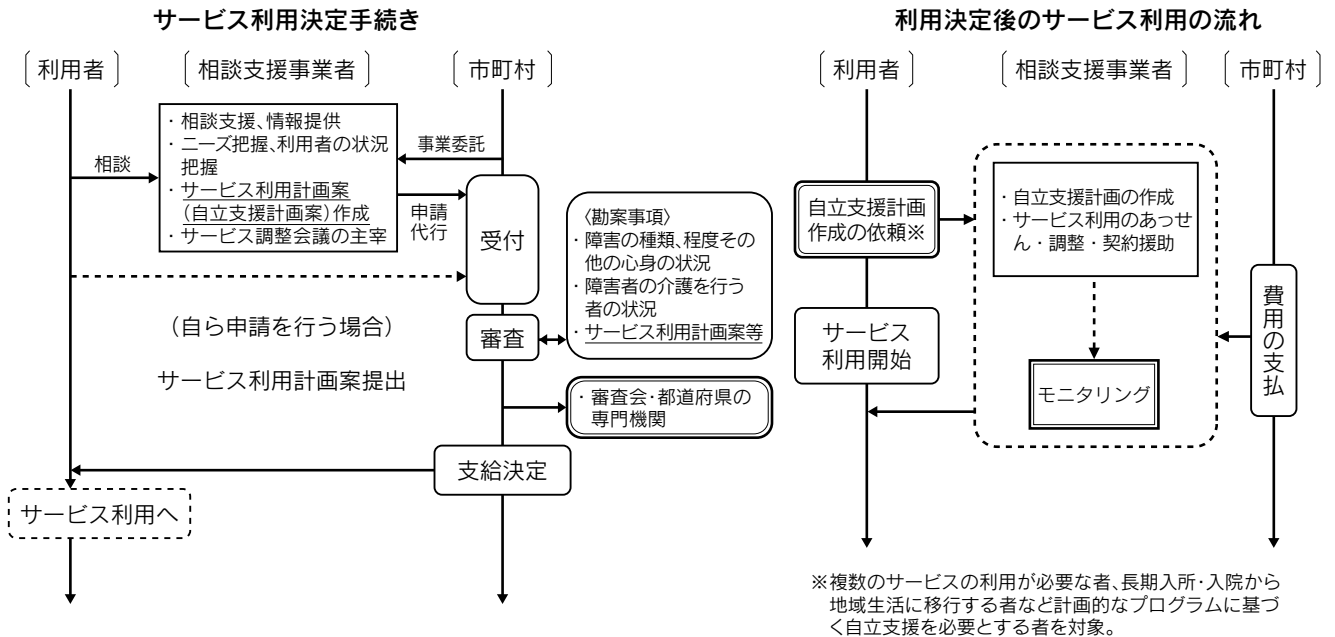 サービス利用決定手続き
〔利用者〕
〔相談支援事業者〕
〔市町村〕
・相談支援、情報提供
・ニーズ把握、利用者の状況
把握
・サービス利用計画案
(自立支援計画案)作成
・サービス調整会議の主宰
相談
事業委託
申請
代行
受付
〈勘案事項〉
・障害の種類、程度その
他の心身の状況
・障害者の介護を行う
者の状況
・サービス利用計画案等
(自ら申請を行う場合)
サービス利用計画案提出
審査
・審査会・都道府県の
専門機関
支給決定
サービス利用へ
利用決定後のサービス利用の流れ
〔利用者〕
〔相談支援事業者〕
〔市町村〕
自立支援計画
作成の依頼※
・自立支援計画の作成
・サービス利用のあっせ
ん・調整・契約援助
サービス
利用開始
モニタリング
費用の支払
※複数のサービスの利用が必要な者、長期入所・入院から
地域生活に移行する者など計画的なプログラムに基づ
く自立支援を必要とする者を対象。